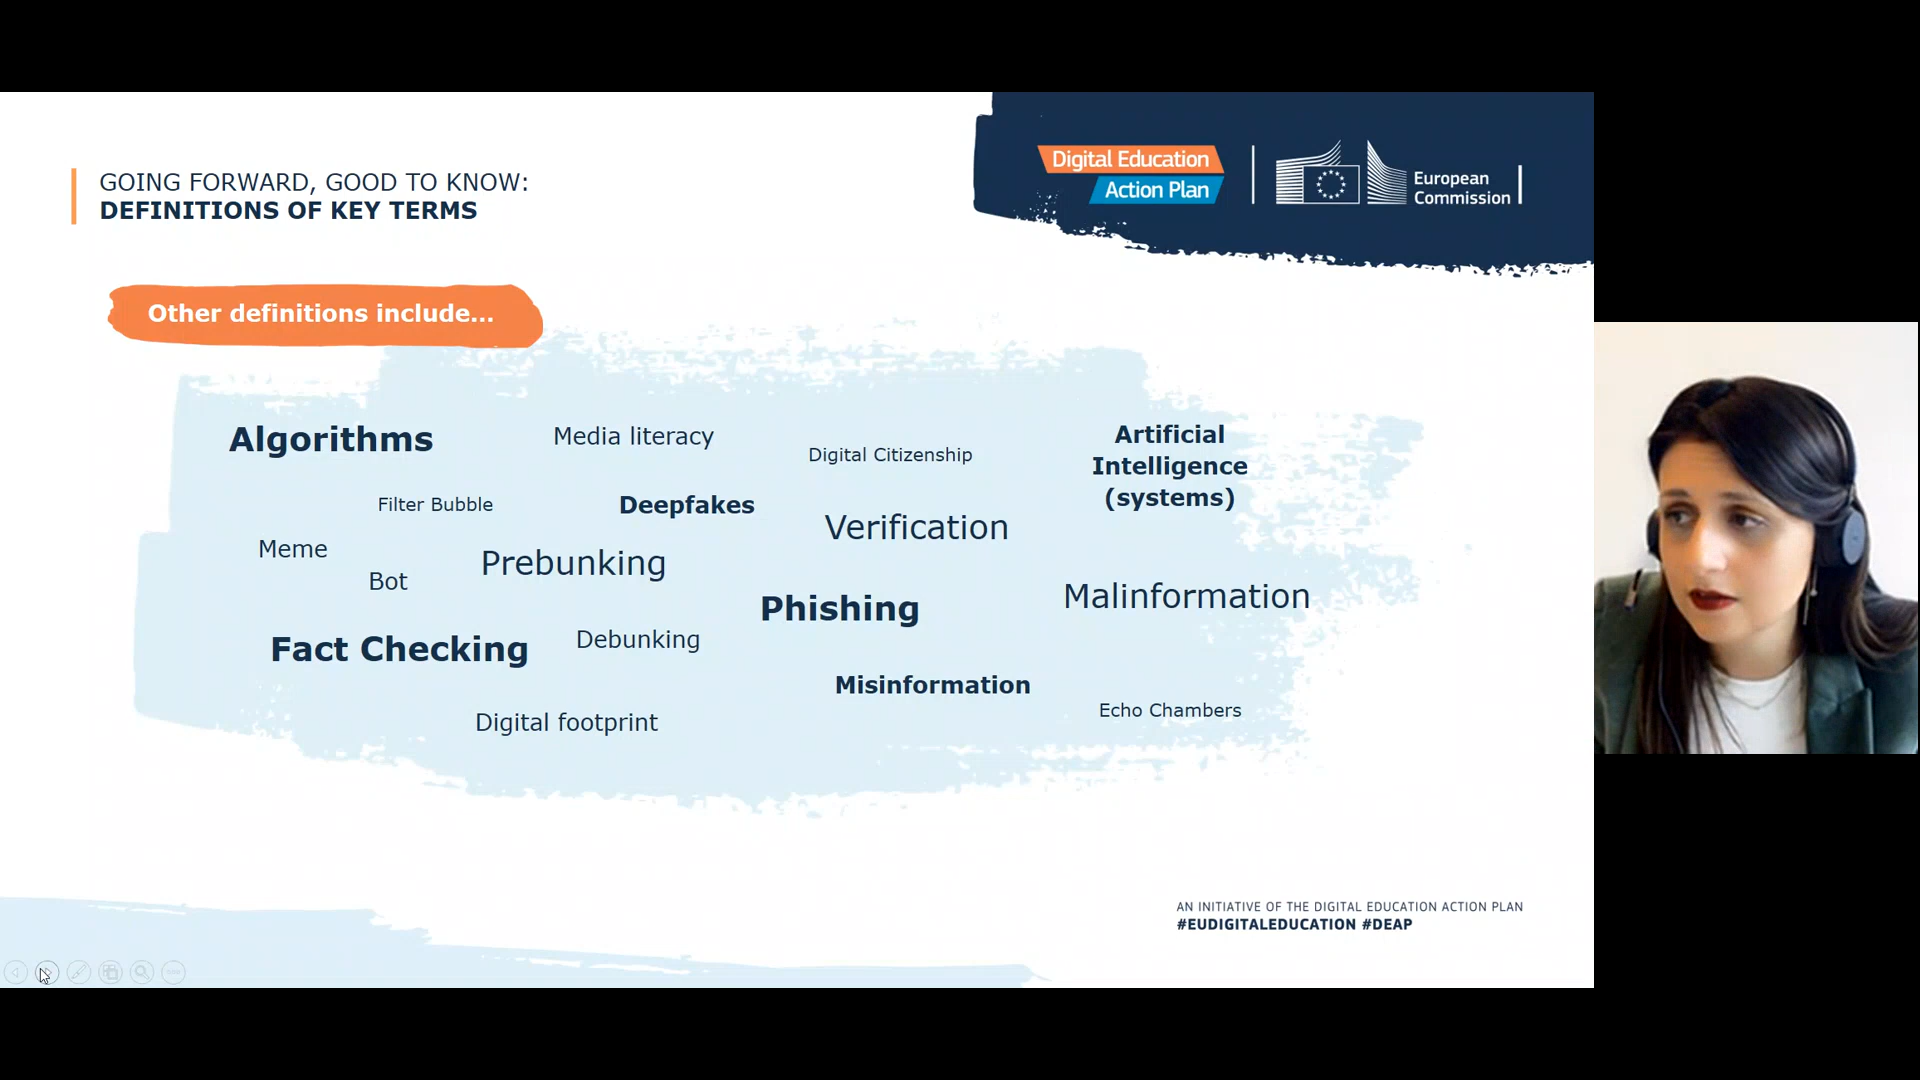 GOING FORWARD, GOOD TO KNOW:
DEFINITIONS OF KEY TERMS
Digital Education
Action Plan
European
Commission
Other definitions include...
Algorithms
Media literacy
Digital Citizenship
Artificial
Intelligence
(systems)
Filter Bubble
Deepfakes
Verification
Meme
Prebunking
Bot
Phishing
Malinformation
Fact Checking
Debunking
Misinformation
Digital footprint
Echo Chambers
AN INITIATIVE OF THE DIGITAL EDUCATION ACTION PLAN
#EUDIGITALEDUCATION #DEAP